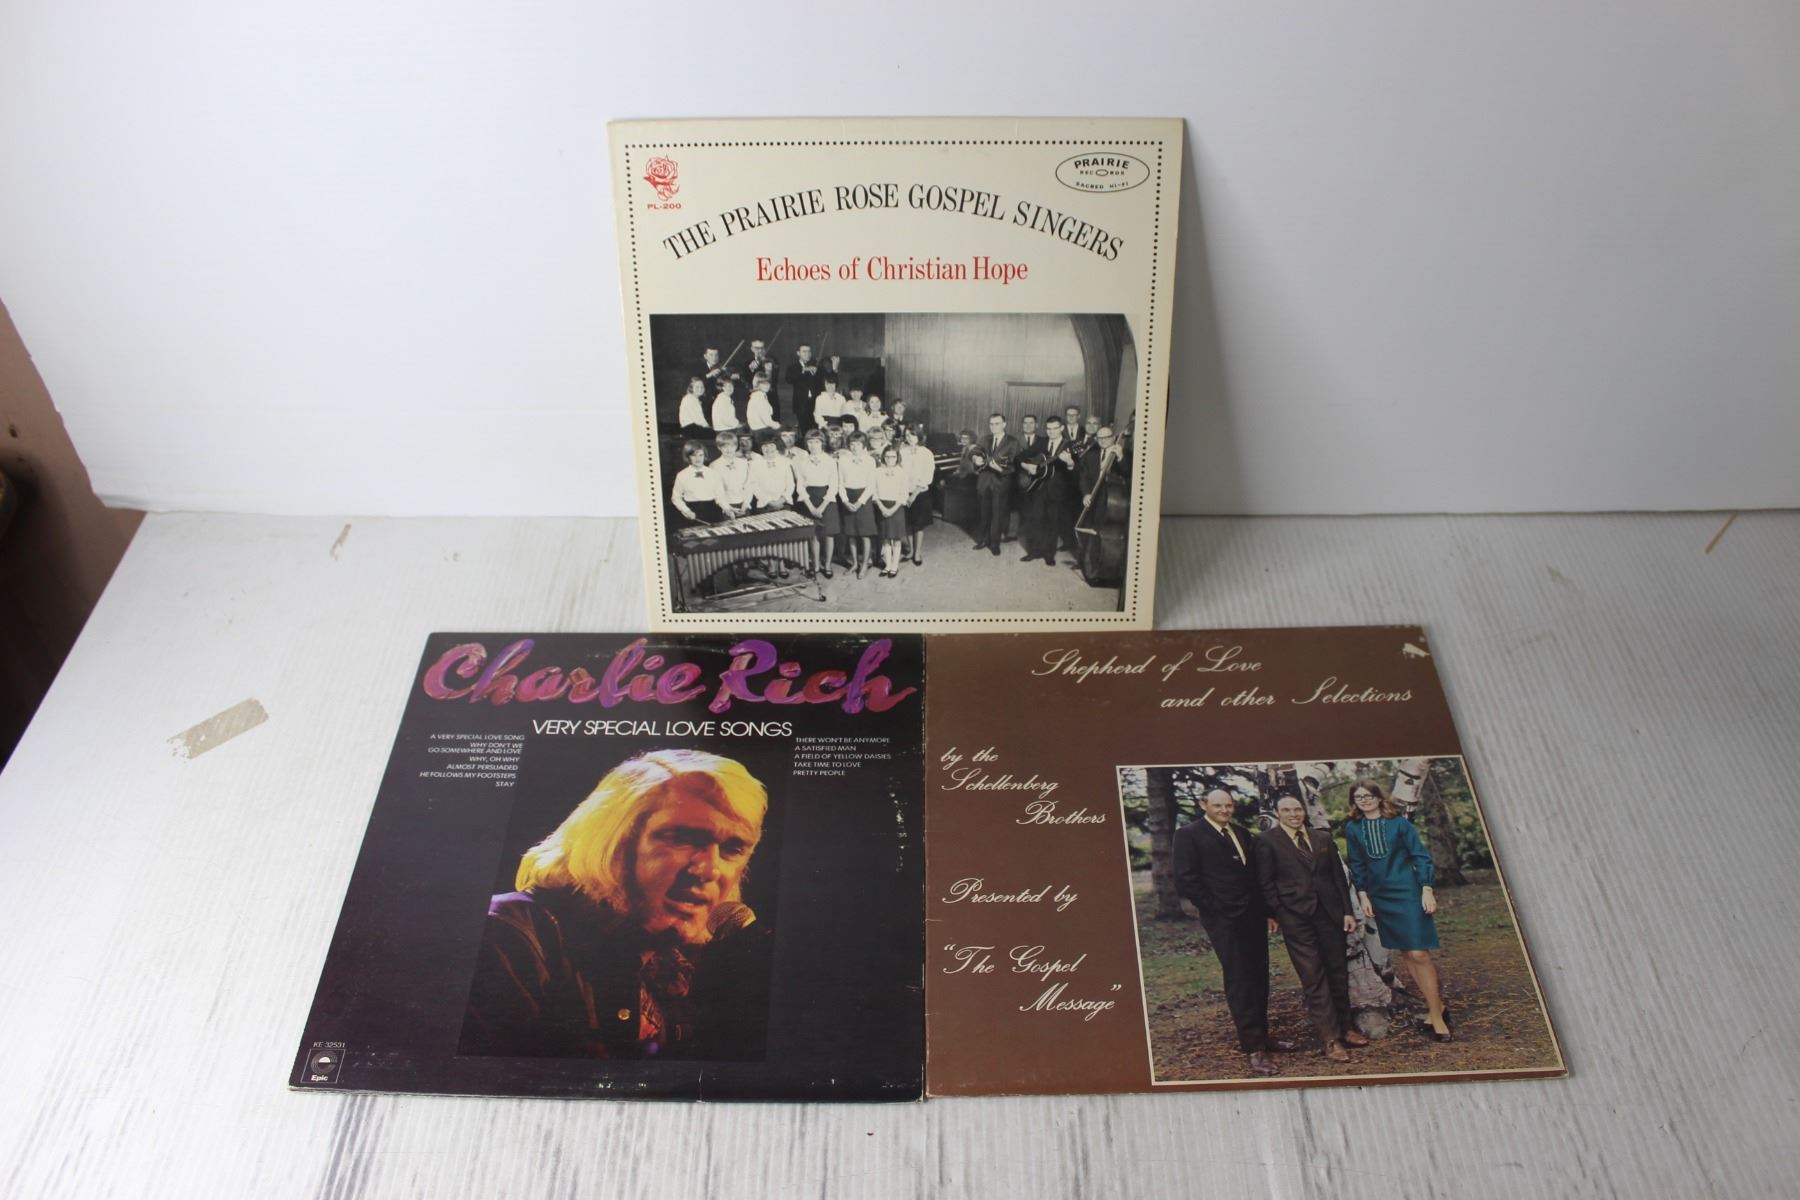 PL-200
PRAIRIE
RECORDS
SACRED HI-FI
THE PRAIRIE ROSE GOSPEL SINGERS
Echoes of Christian Hope
Charlie Rich
VERY SPECIAL LOVE SONGS
A VERY SPECIAL LOVE SONG
WHY DON'T WE
GO SOMEWHERE AND LOVE
WHY, OH WHY
ALMOST PERSUADED
HE FOLLOWS MY FOOTSTEPS
STAY
THERE WON'T BE ANYMORE
A SATISFIED MAN
A FIELD OF YELLOW DAISIES
TAKE TIME TO LOVE
PRETTY PEOPLE
KE 32531
Epic
Shepherd of Love
and other Selections
by the
Schellenberg
Brothers
Presented by
"The Gospel
Message"